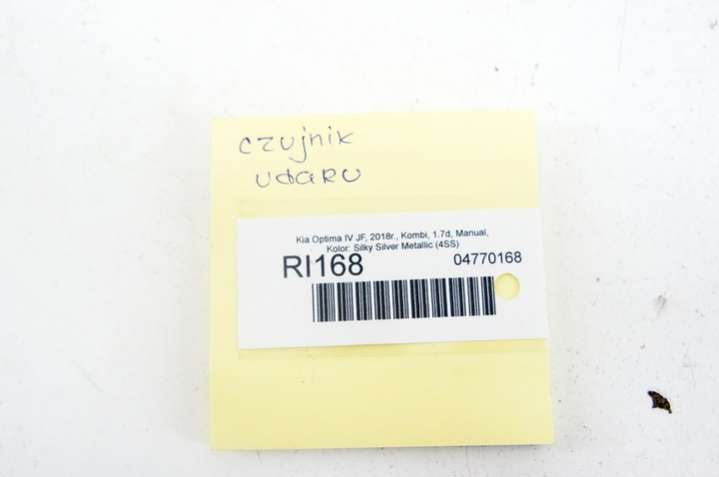 czujnik
udaru
Kia Optima IV JF, 2018r., Kombi, 1.7d, Manual,
Kolor: Silky Silver Metallic (4SS)
RI168 04770168